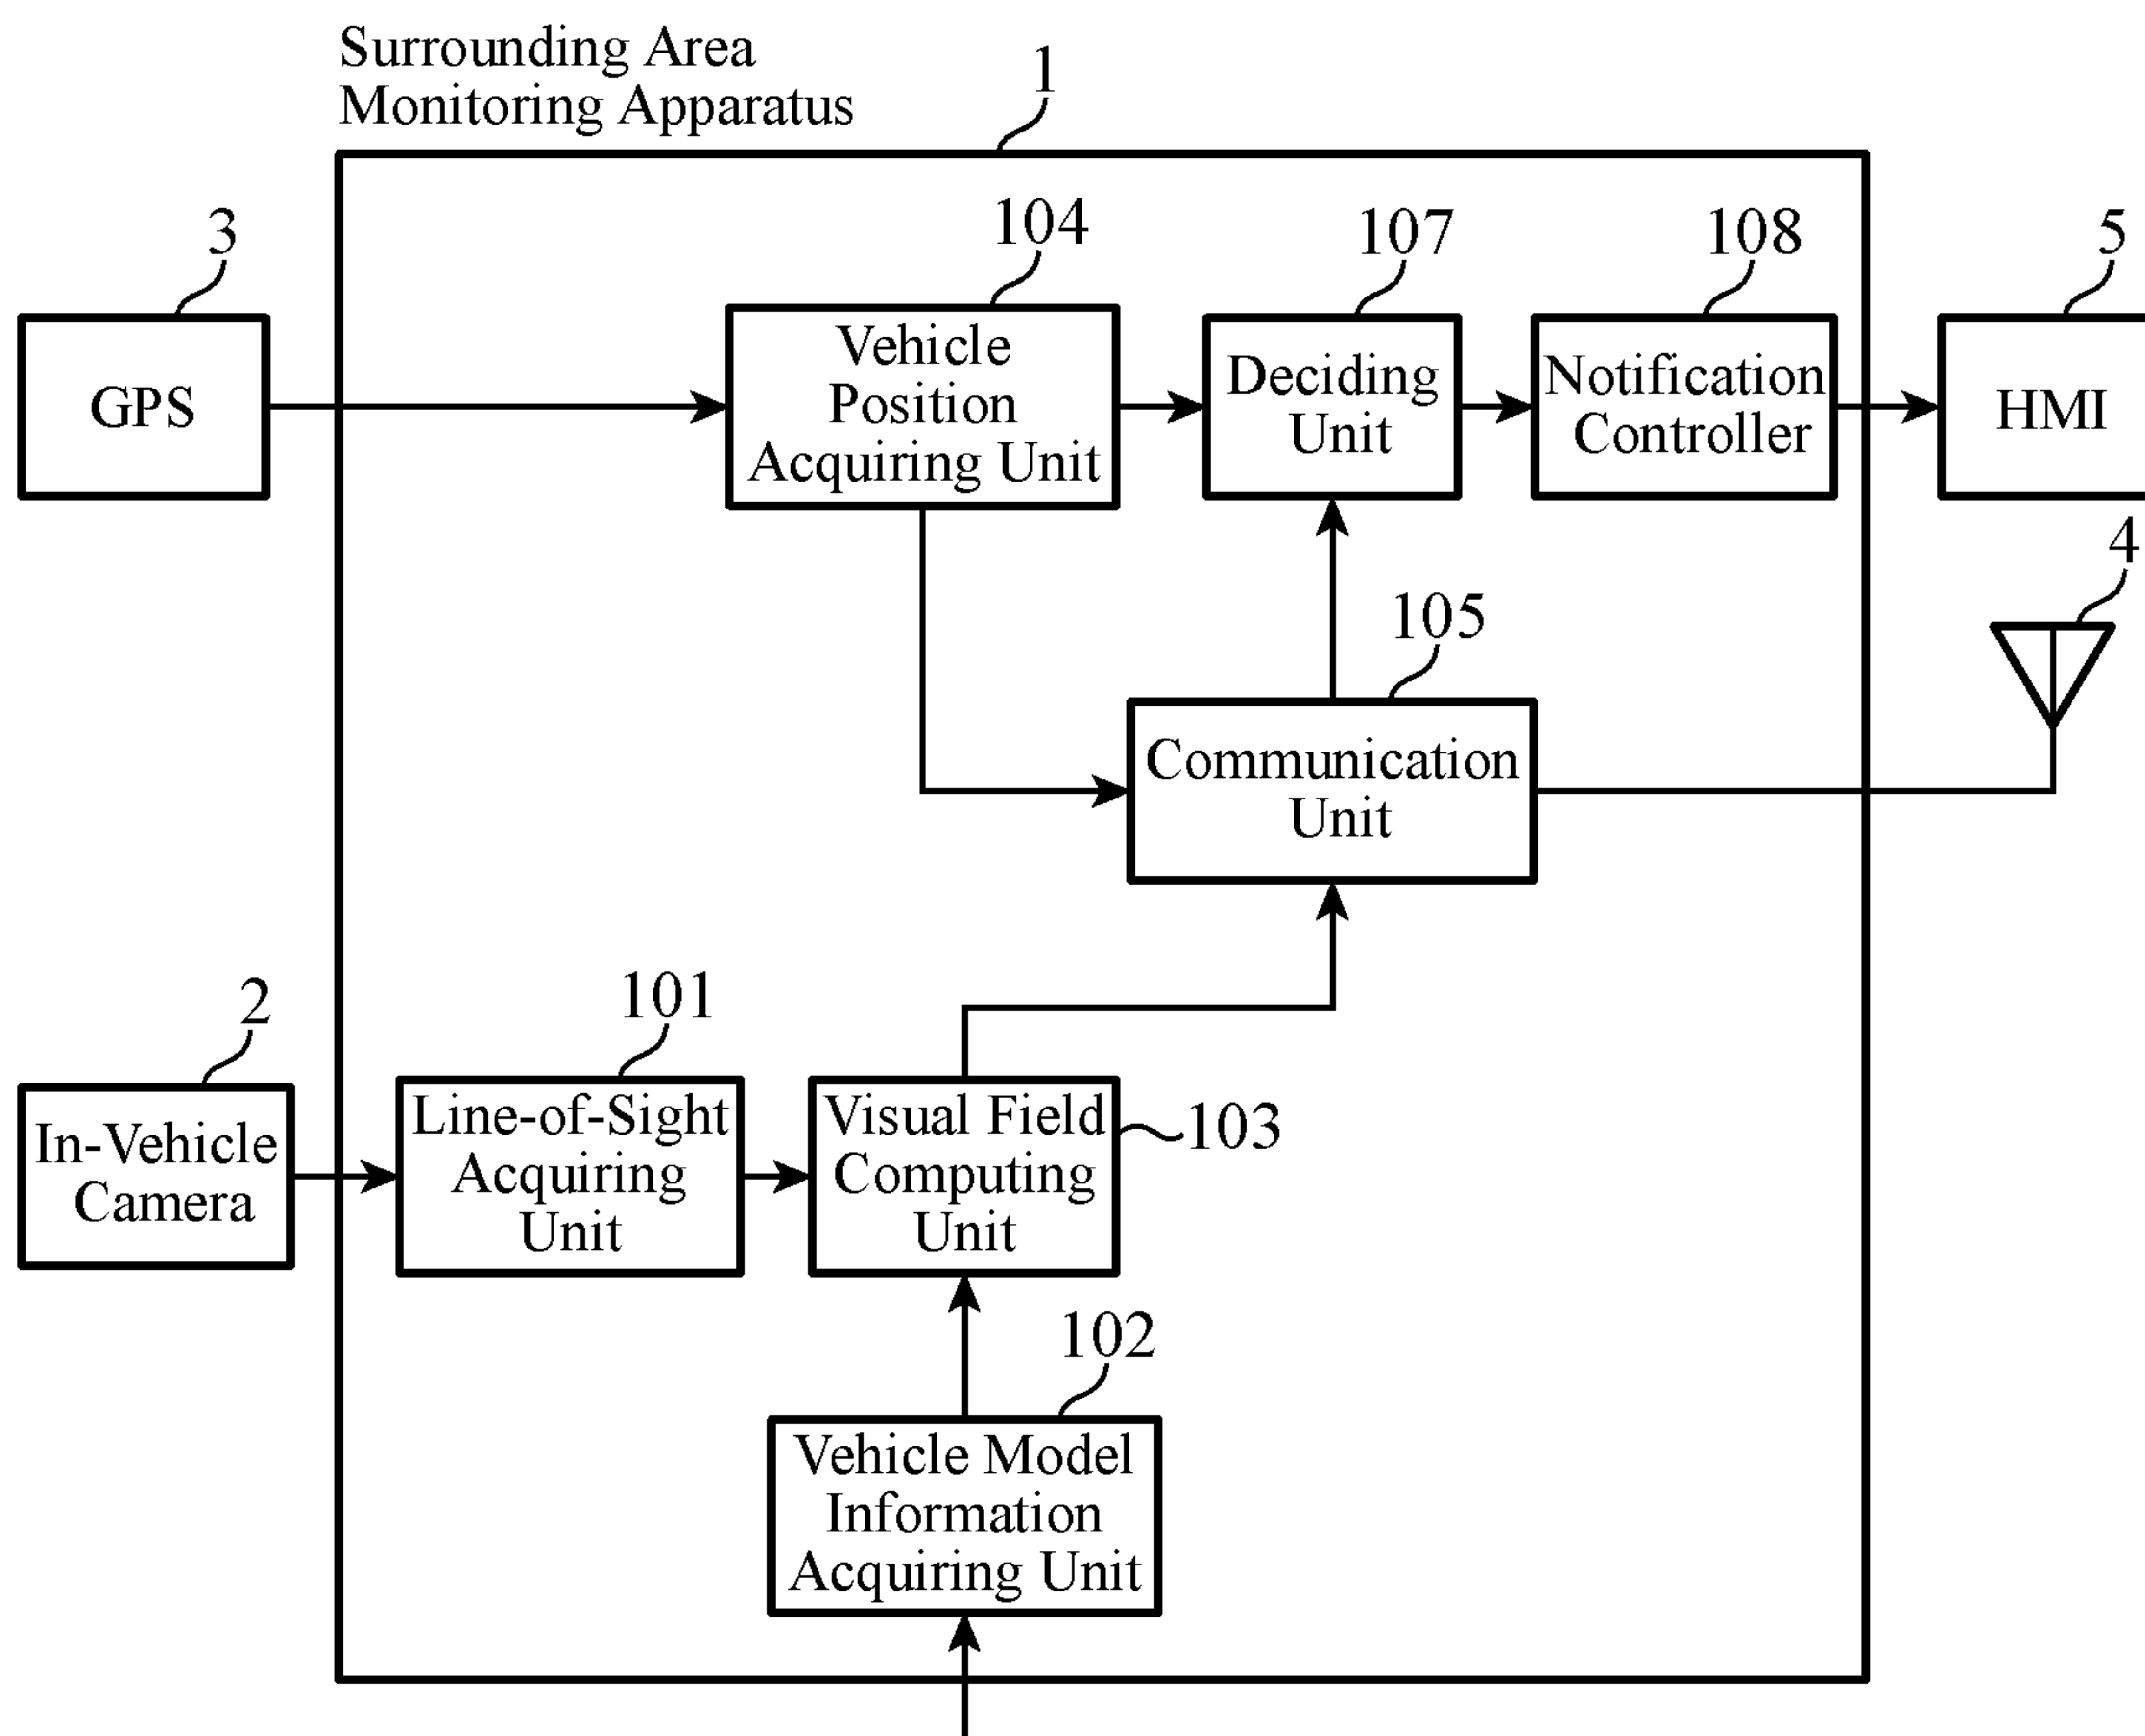 Surrounding Area
Monitoring Apparatus
1
3
104
107
108
5
GPS
Vehicle
Position
Acquiring Unit
Deciding
Unit
Notification
Controller
HMI
4
105
Communication
Unit
2
101
In-Vehicle
Camera
Line-of-Sight
Acquiring
Unit
Visual Field
Computing
Unit
103
102
Vehicle Model
Information
Acquiring Unit